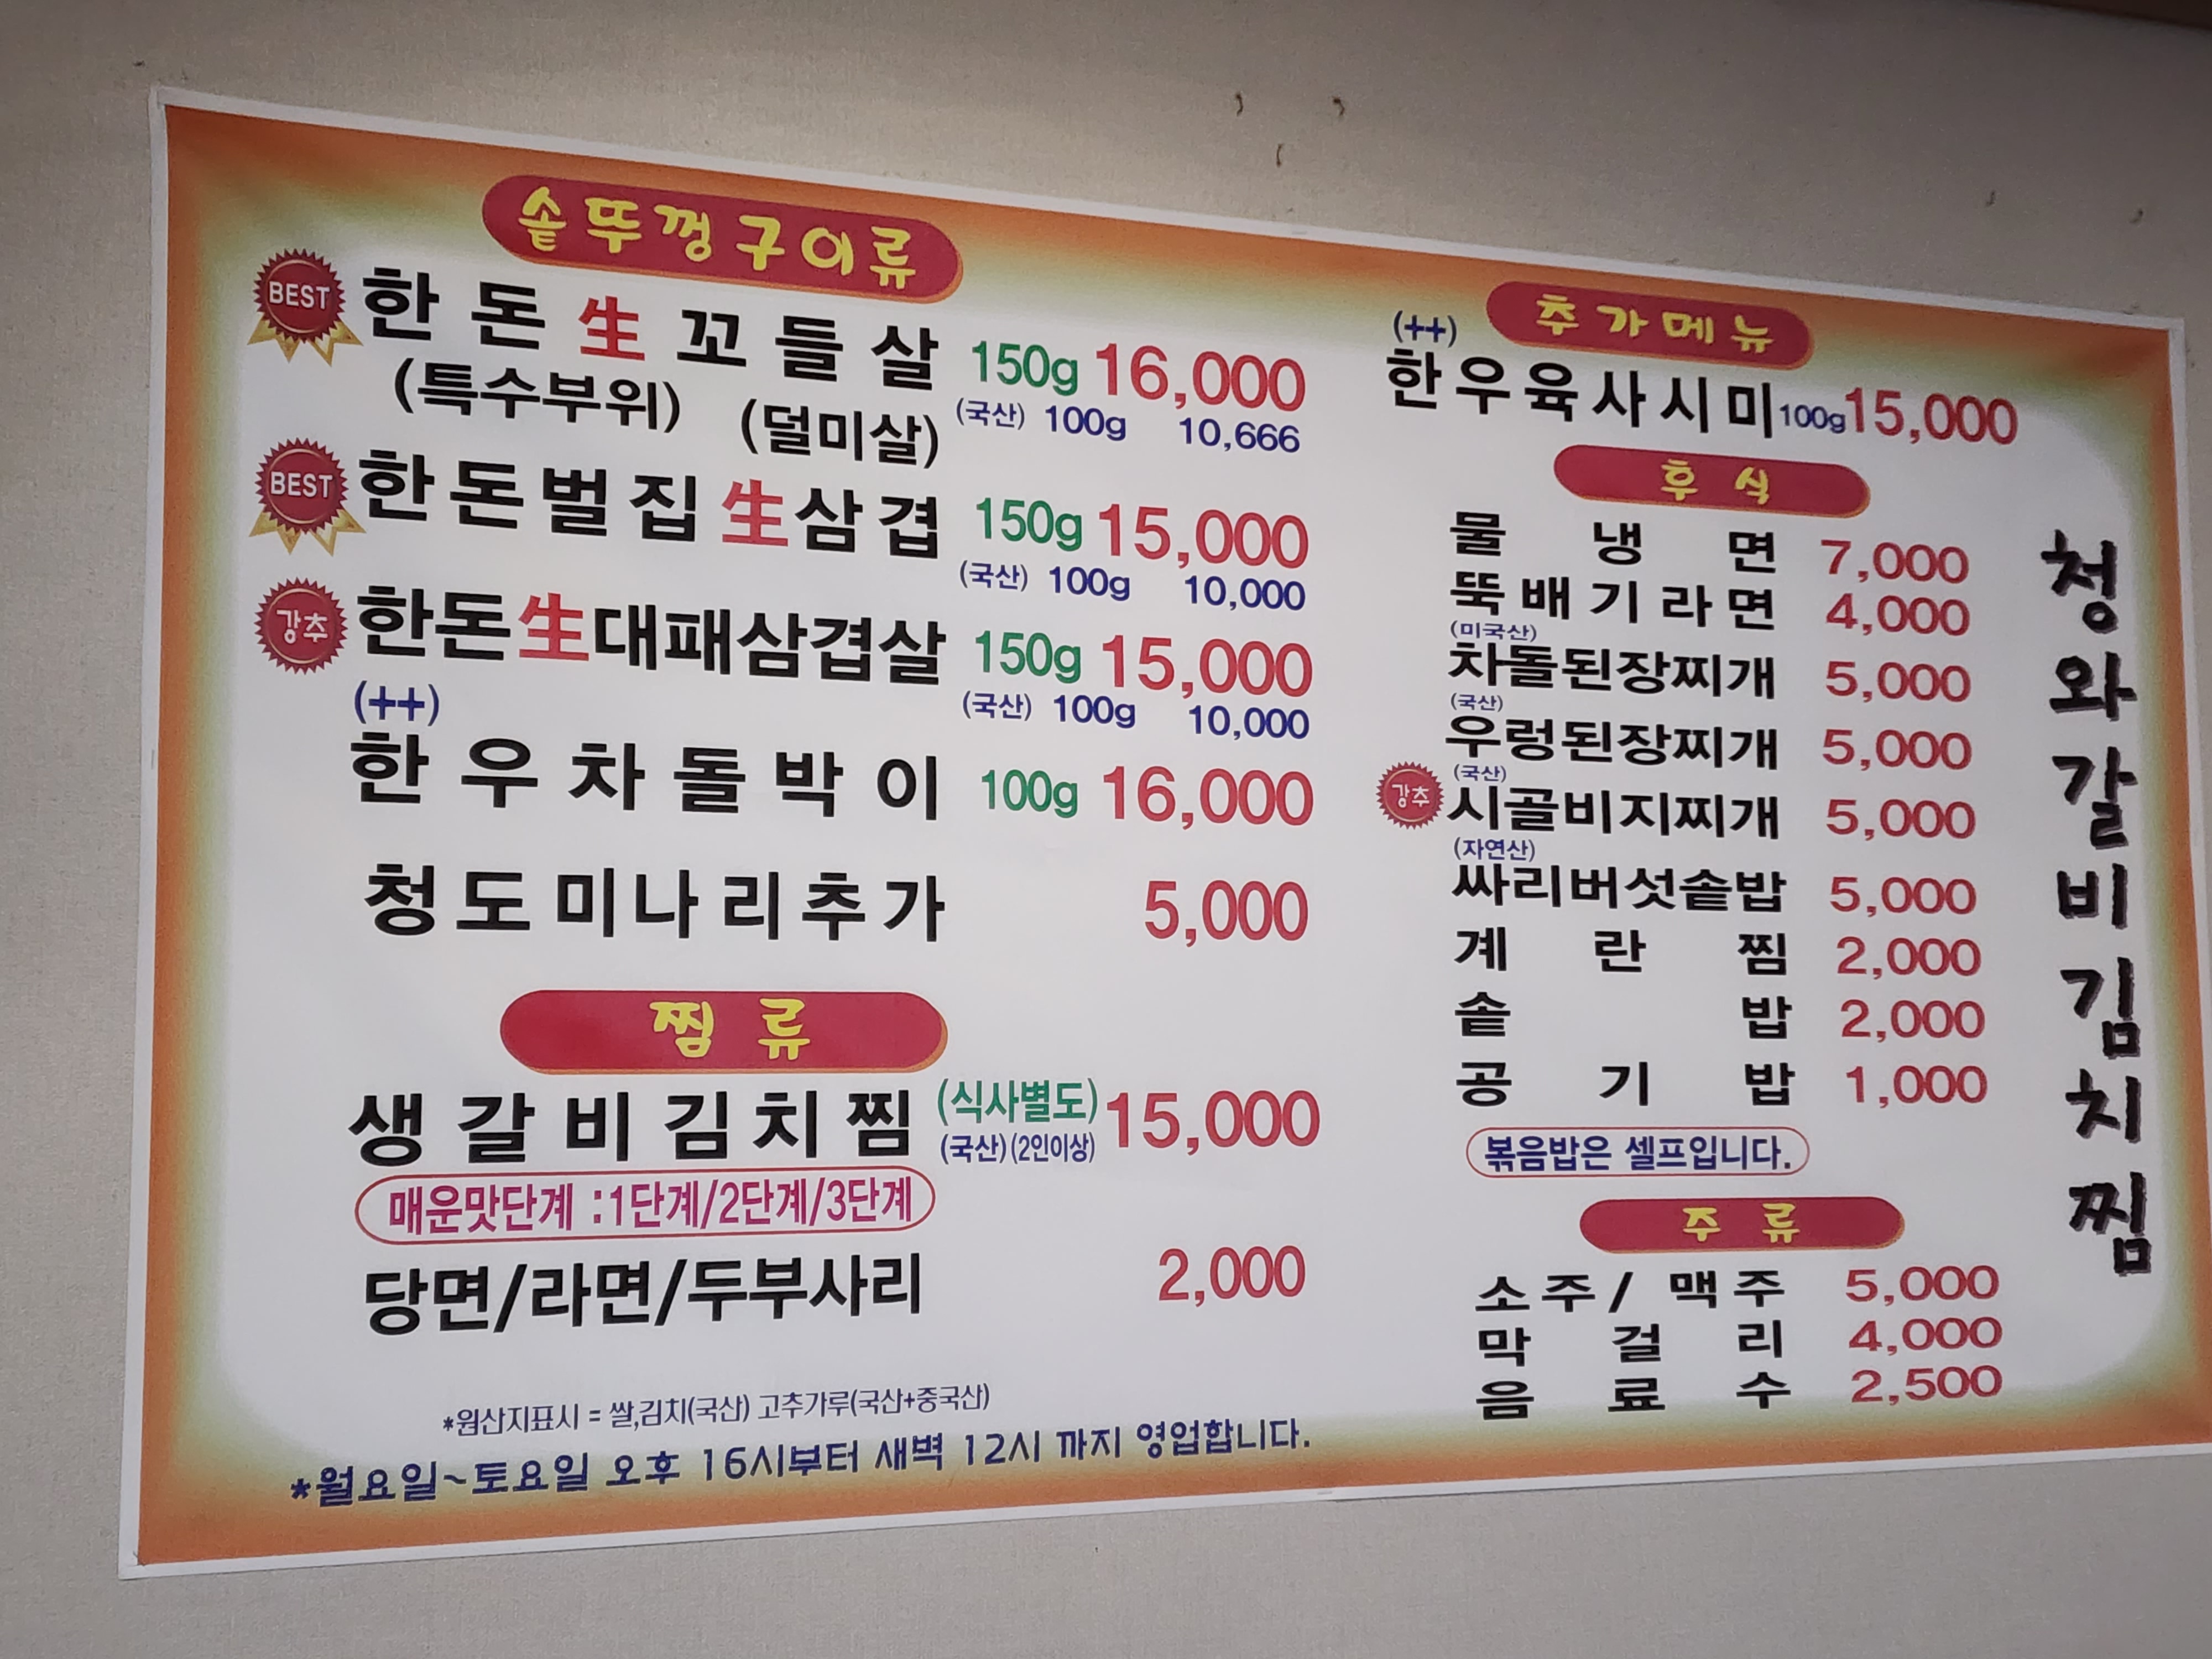 솥뚜껑구이류
BEST 한돈生꼬들살 150g 16,000
(특수부위) (덜미살) (국산) 100g 10,666
BEST 한돈벌집生삼겹 150g 15,000
(국산) 100g 10,000
강추 한돈生대패삼겹살 150g 15,000
(국산) 100g 10,000
(++)
한우차돌박이 100g 16,000
청도미나리추가 5,000
찜류
생갈비김치찜 (식사별도) 15,000
(국산)(2인이상)
매운맛단계 :1단계/2단계/3단계
당면/라면/두부사리 2,000
*원산지표시 = 쌀,김치(국산) 고추가루(국산+중국산)
*월요일~토요일 오후 16시부터 새벽 12시 까지 영업합니다.
추가메뉴
(++)
한우육사시미 100g 15,000
후식
물냉면 7,000
뚝배기라면 4,000
(미국산)
차돌된장찌개 5,000
(국산)
우렁된장찌개 5,000
(국산)
강추 시골비지찌개 5,000
(자연산)
싸리버섯솥밥 5,000
계란찜 2,000
솥밥 2,000
공기밥 1,000
볶음밥은 셀프입니다.
주류
소주/ 맥주 5,000
막걸리 4,000
음료수 2,500
청와갈비김치찜